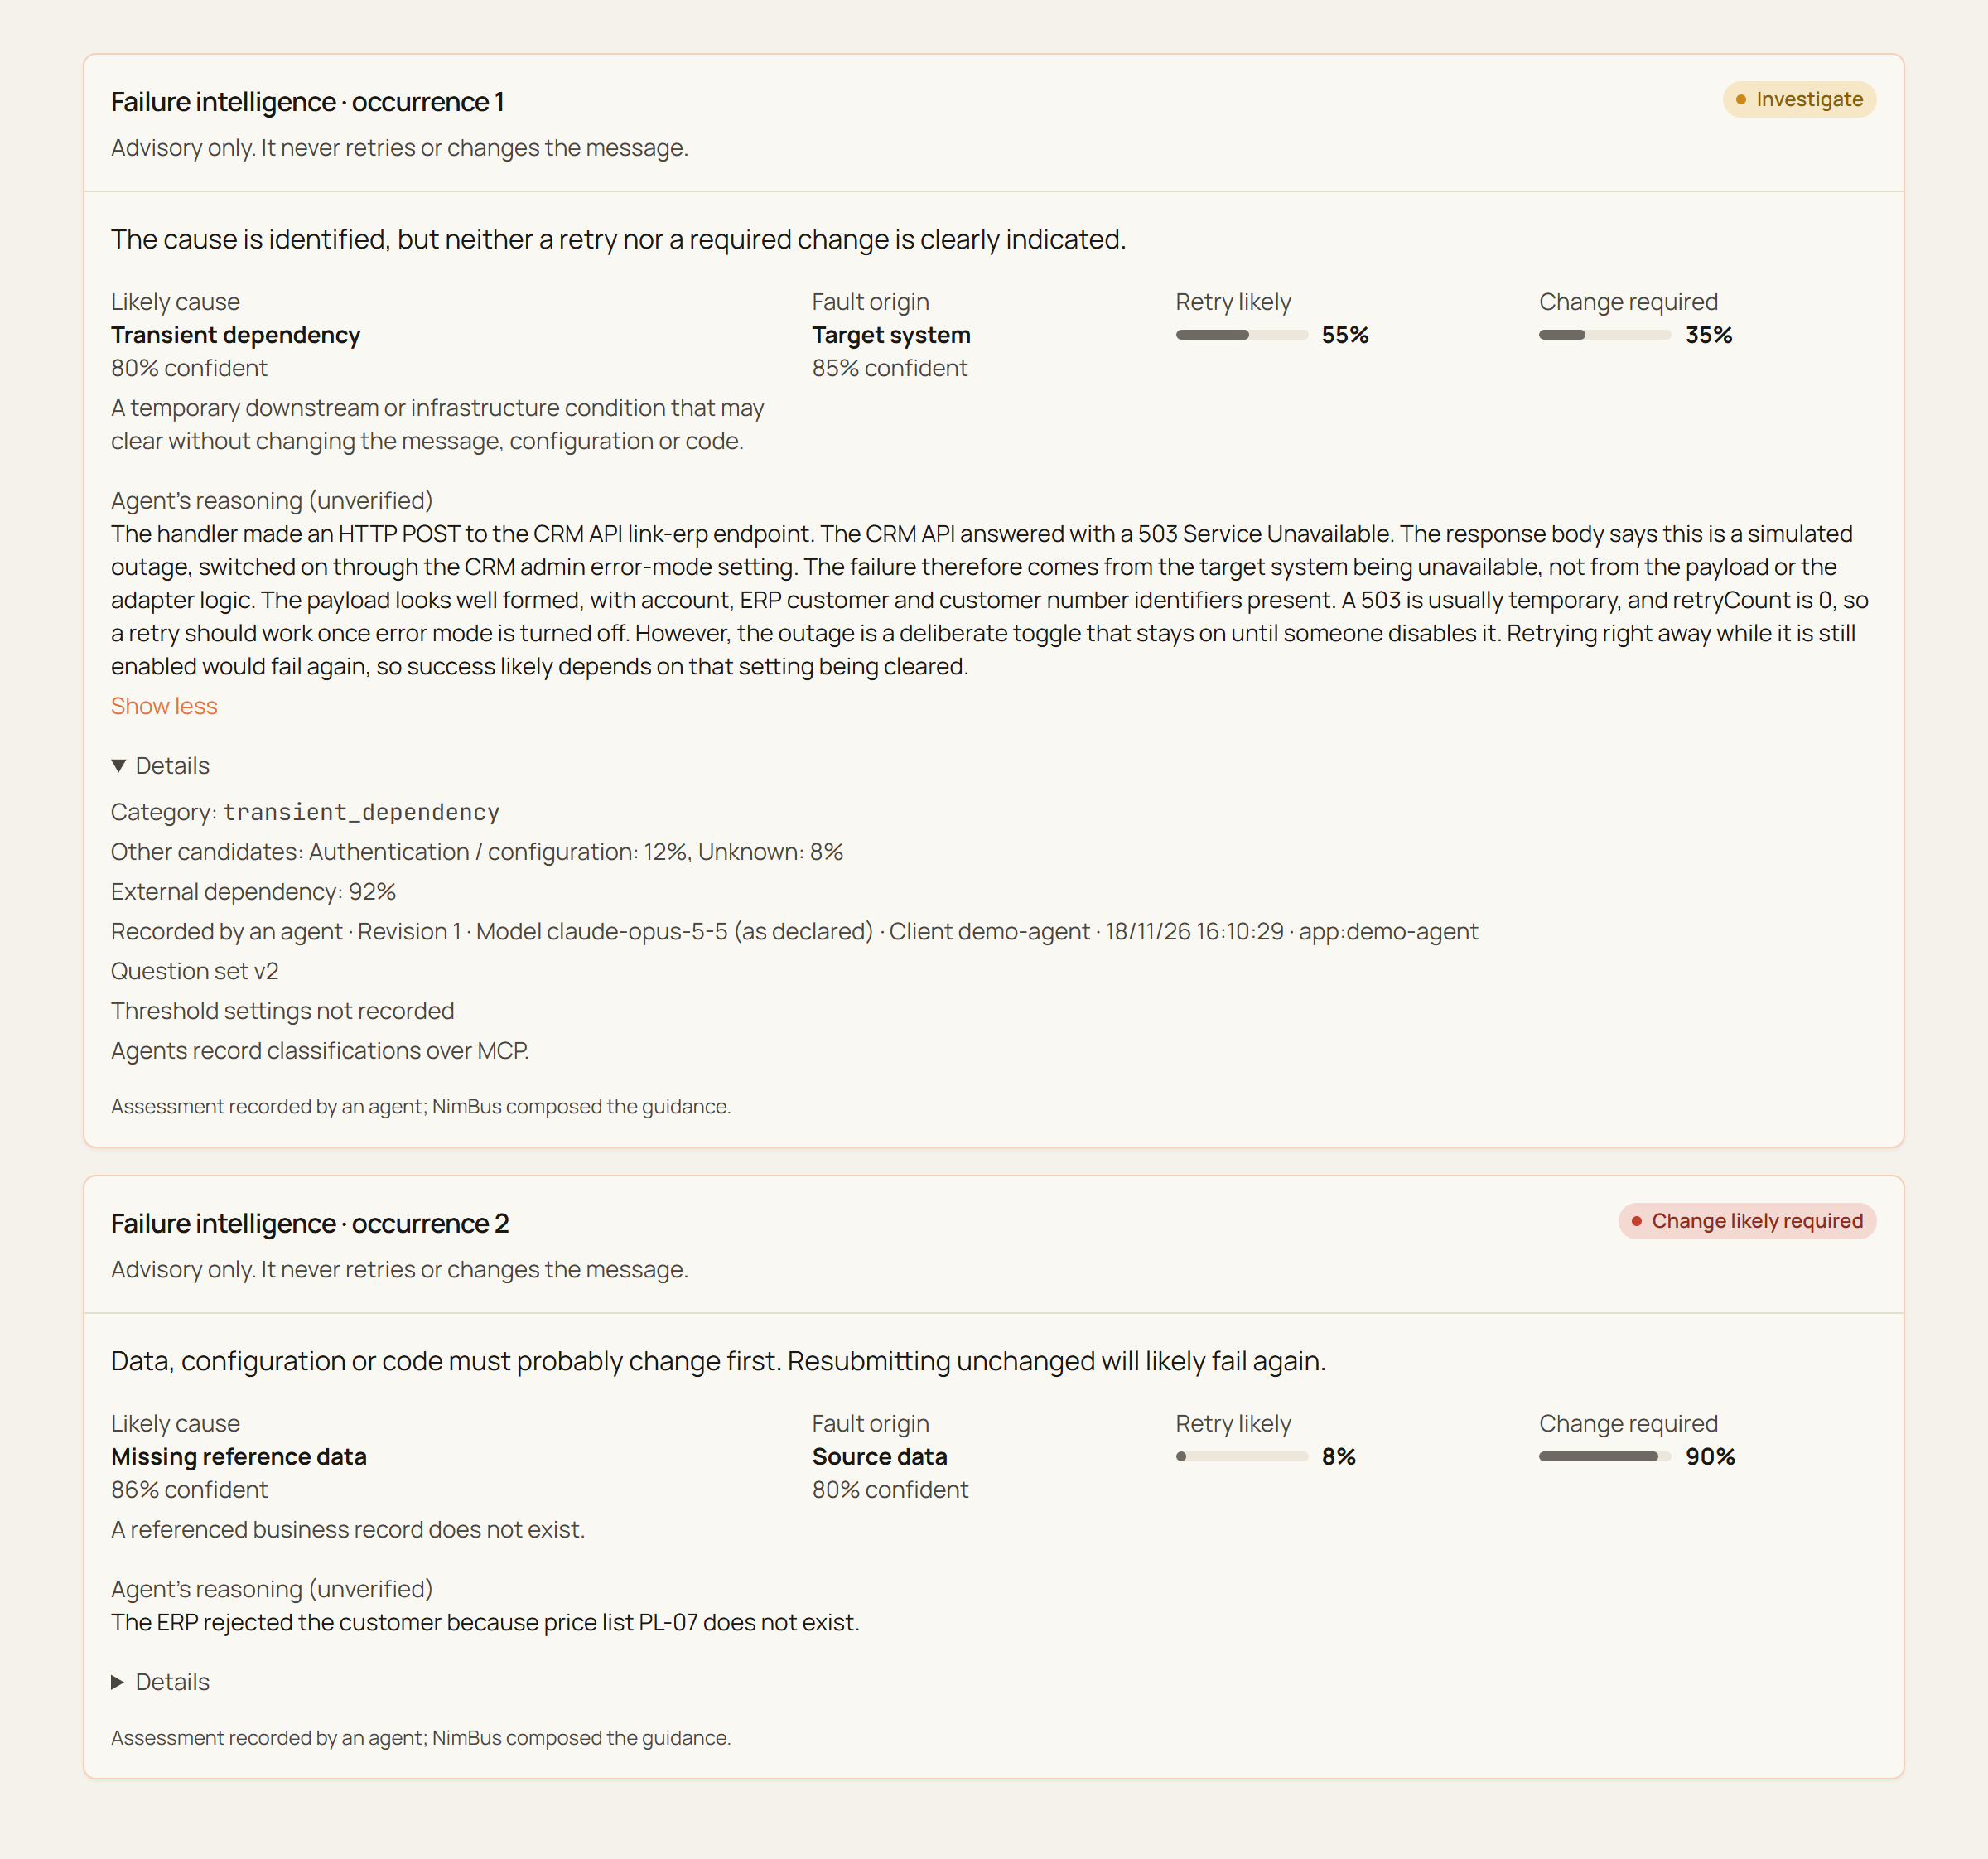 Failure intelligence · occurrence 1
Investigate
Advisory only. It never retries or changes the message.
The cause is identified, but neither a retry nor a required change is clearly indicated.
Likely cause
Transient dependency
80% confident
A temporary downstream or infrastructure condition that may
clear without changing the message, configuration or code.
Fault origin
Target system
85% confident
Retry likely
55%
Change required
35%
Agent's reasoning (unverified)
The handler made an HTTP POST to the CRM API link-erp endpoint. The CRM API answered with a 503 Service Unavailable. The response body says this is a simulated
outage, switched on through the CRM admin error-mode setting. The failure therefore comes from the target system being unavailable, not from the payload or the
adapter logic. The payload looks well formed, with account, ERP customer and customer number identifiers present. A 503 is usually temporary, and retryCount is 0, so
a retry should work once error mode is turned off. However, the outage is a deliberate toggle that stays on until someone disables it. Retrying right away while it is still
enabled would fail again, so success likely depends on that setting being cleared.
Show less
▼ Details
Category: transient_dependency
Other candidates: Authentication / configuration: 12%, Unknown: 8%
External dependency: 92%
Recorded by an agent · Revision 1 · Model claude-opus-5-5 (as declared) · Client demo-agent · 18/11/26 16:10:29 · app:demo-agent
Question set v2
Threshold settings not recorded
Agents record classifications over MCP.
Assessment recorded by an agent; NimBus composed the guidance.
Failure intelligence · occurrence 2
Change likely required
Advisory only. It never retries or changes the message.
Data, configuration or code must probably change first. Resubmitting unchanged will likely fail again.
Likely cause
Missing reference data
86% confident
A referenced business record does not exist.
Fault origin
Source data
80% confident
Retry likely
8%
Change required
90%
Agent's reasoning (unverified)
The ERP rejected the customer because price list PL-07 does not exist.
▶ Details
Assessment recorded by an agent; NimBus composed the guidance.